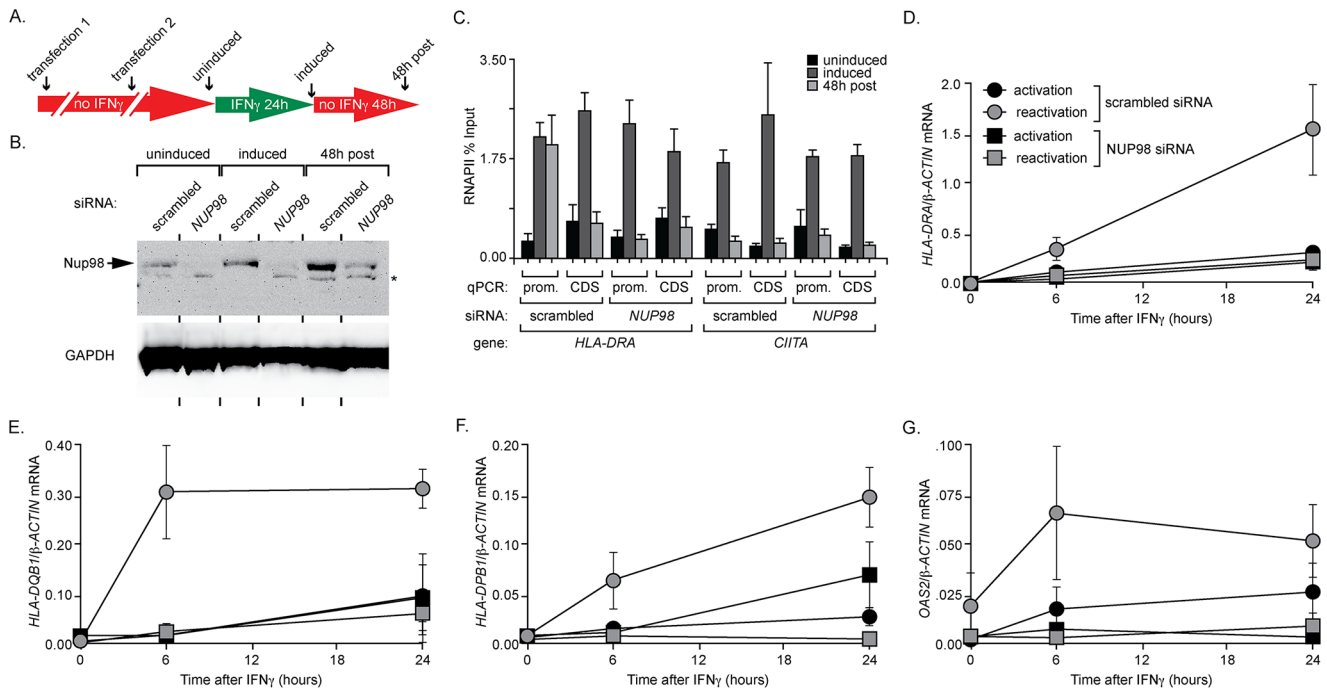 A.
transfection 1
transfection 2
uninduced
induced
48h post
no IFNγ
IFNγ 24h
no IFNγ 48h
B.
uninduced
induced
48h post
siRNA:
scrambled
NUP98
scrambled
NUP98
scrambled
NUP98
Nup98
*
GAPDH
C.
uninduced
induced
48h post
RNAPII % Input
3.50
1.75
0.00
qPCR: prom. CDS prom. CDS prom. CDS prom. CDS
siRNA: scrambled NUP98 scrambled NUP98
gene: HLA-DRA CIITA
D.
activation
reactivation
scrambled siRNA
activation
reactivation
NUP98 siRNA
HLA-DRA/β-ACTIN mRNA
2.0
1.5
1.0
0.5
0.0
0 6 12 18 24
Time after IFNγ (hours)
E.
HLA-DQB1/β-ACTIN mRNA
0.40
0.30
0.20
0.10
0.00
0 6 12 18 24
Time after IFNγ (hours)
F.
HLA-DPB1/β-ACTIN mRNA
0.20
0.15
0.10
0.05
0.00
0 6 12 18 24
Time after IFNγ (hours)
G.
OAS2/β-ACTIN mRNA
.100
.075
.050
.025
0.00
0 6 12 18 24
Time after IFNγ (hours)